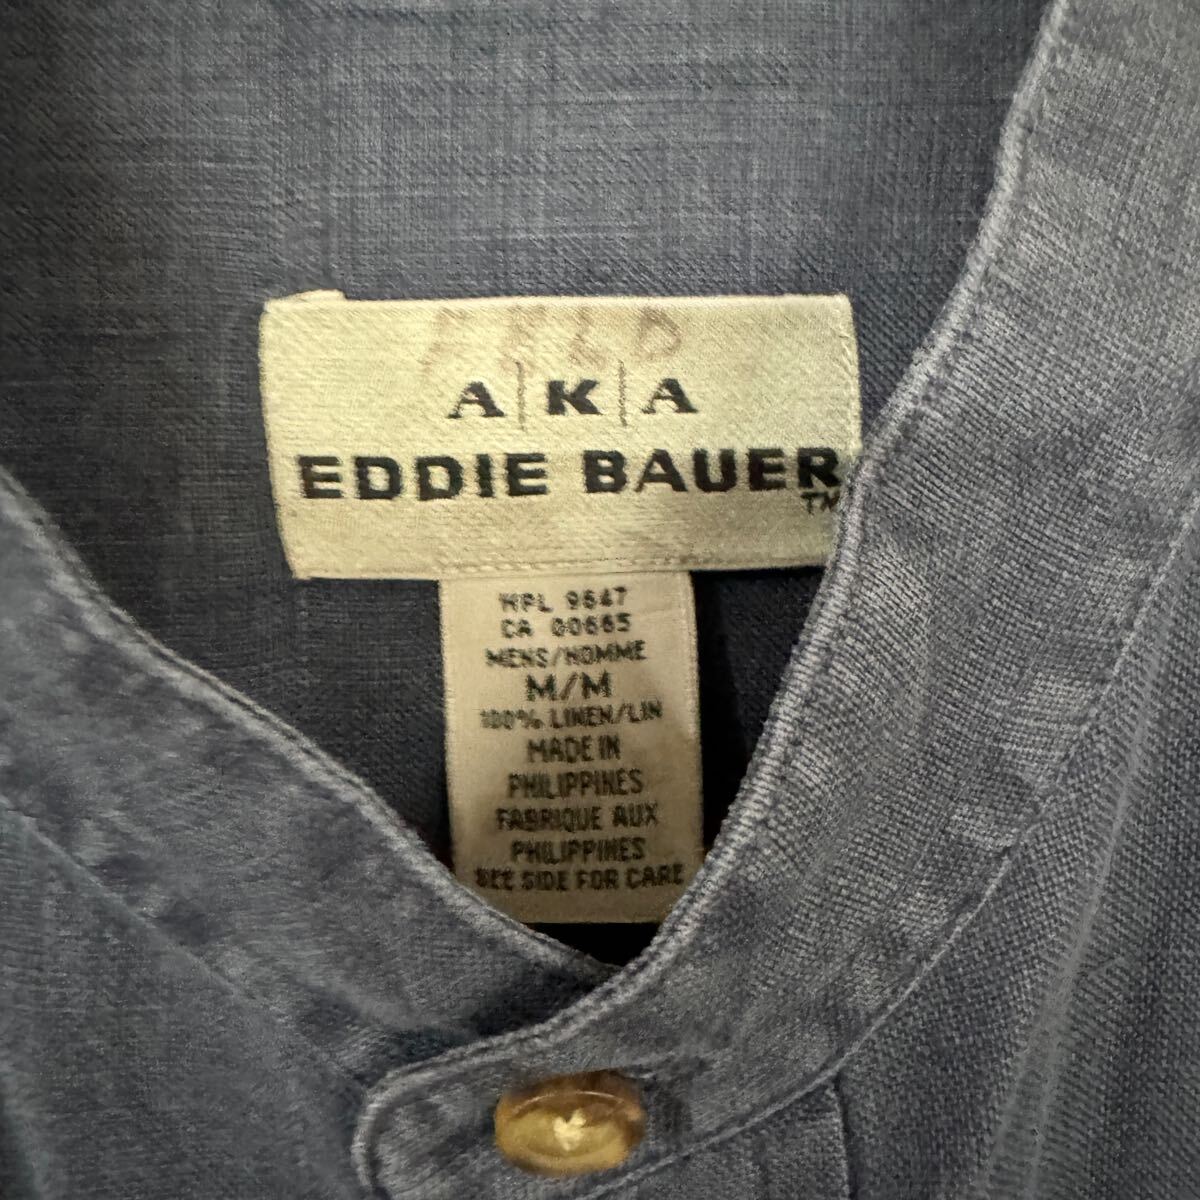 A|K|A
EDDIE BAUER
TM
WPL 9647
CA 00665
MENS/HOMME
M/M
100% LINEN/LIN
MADE IN
PHILIPPINES
FABRIQUE AUX
PHILIPPINES
SEE SIDE FOR CARE